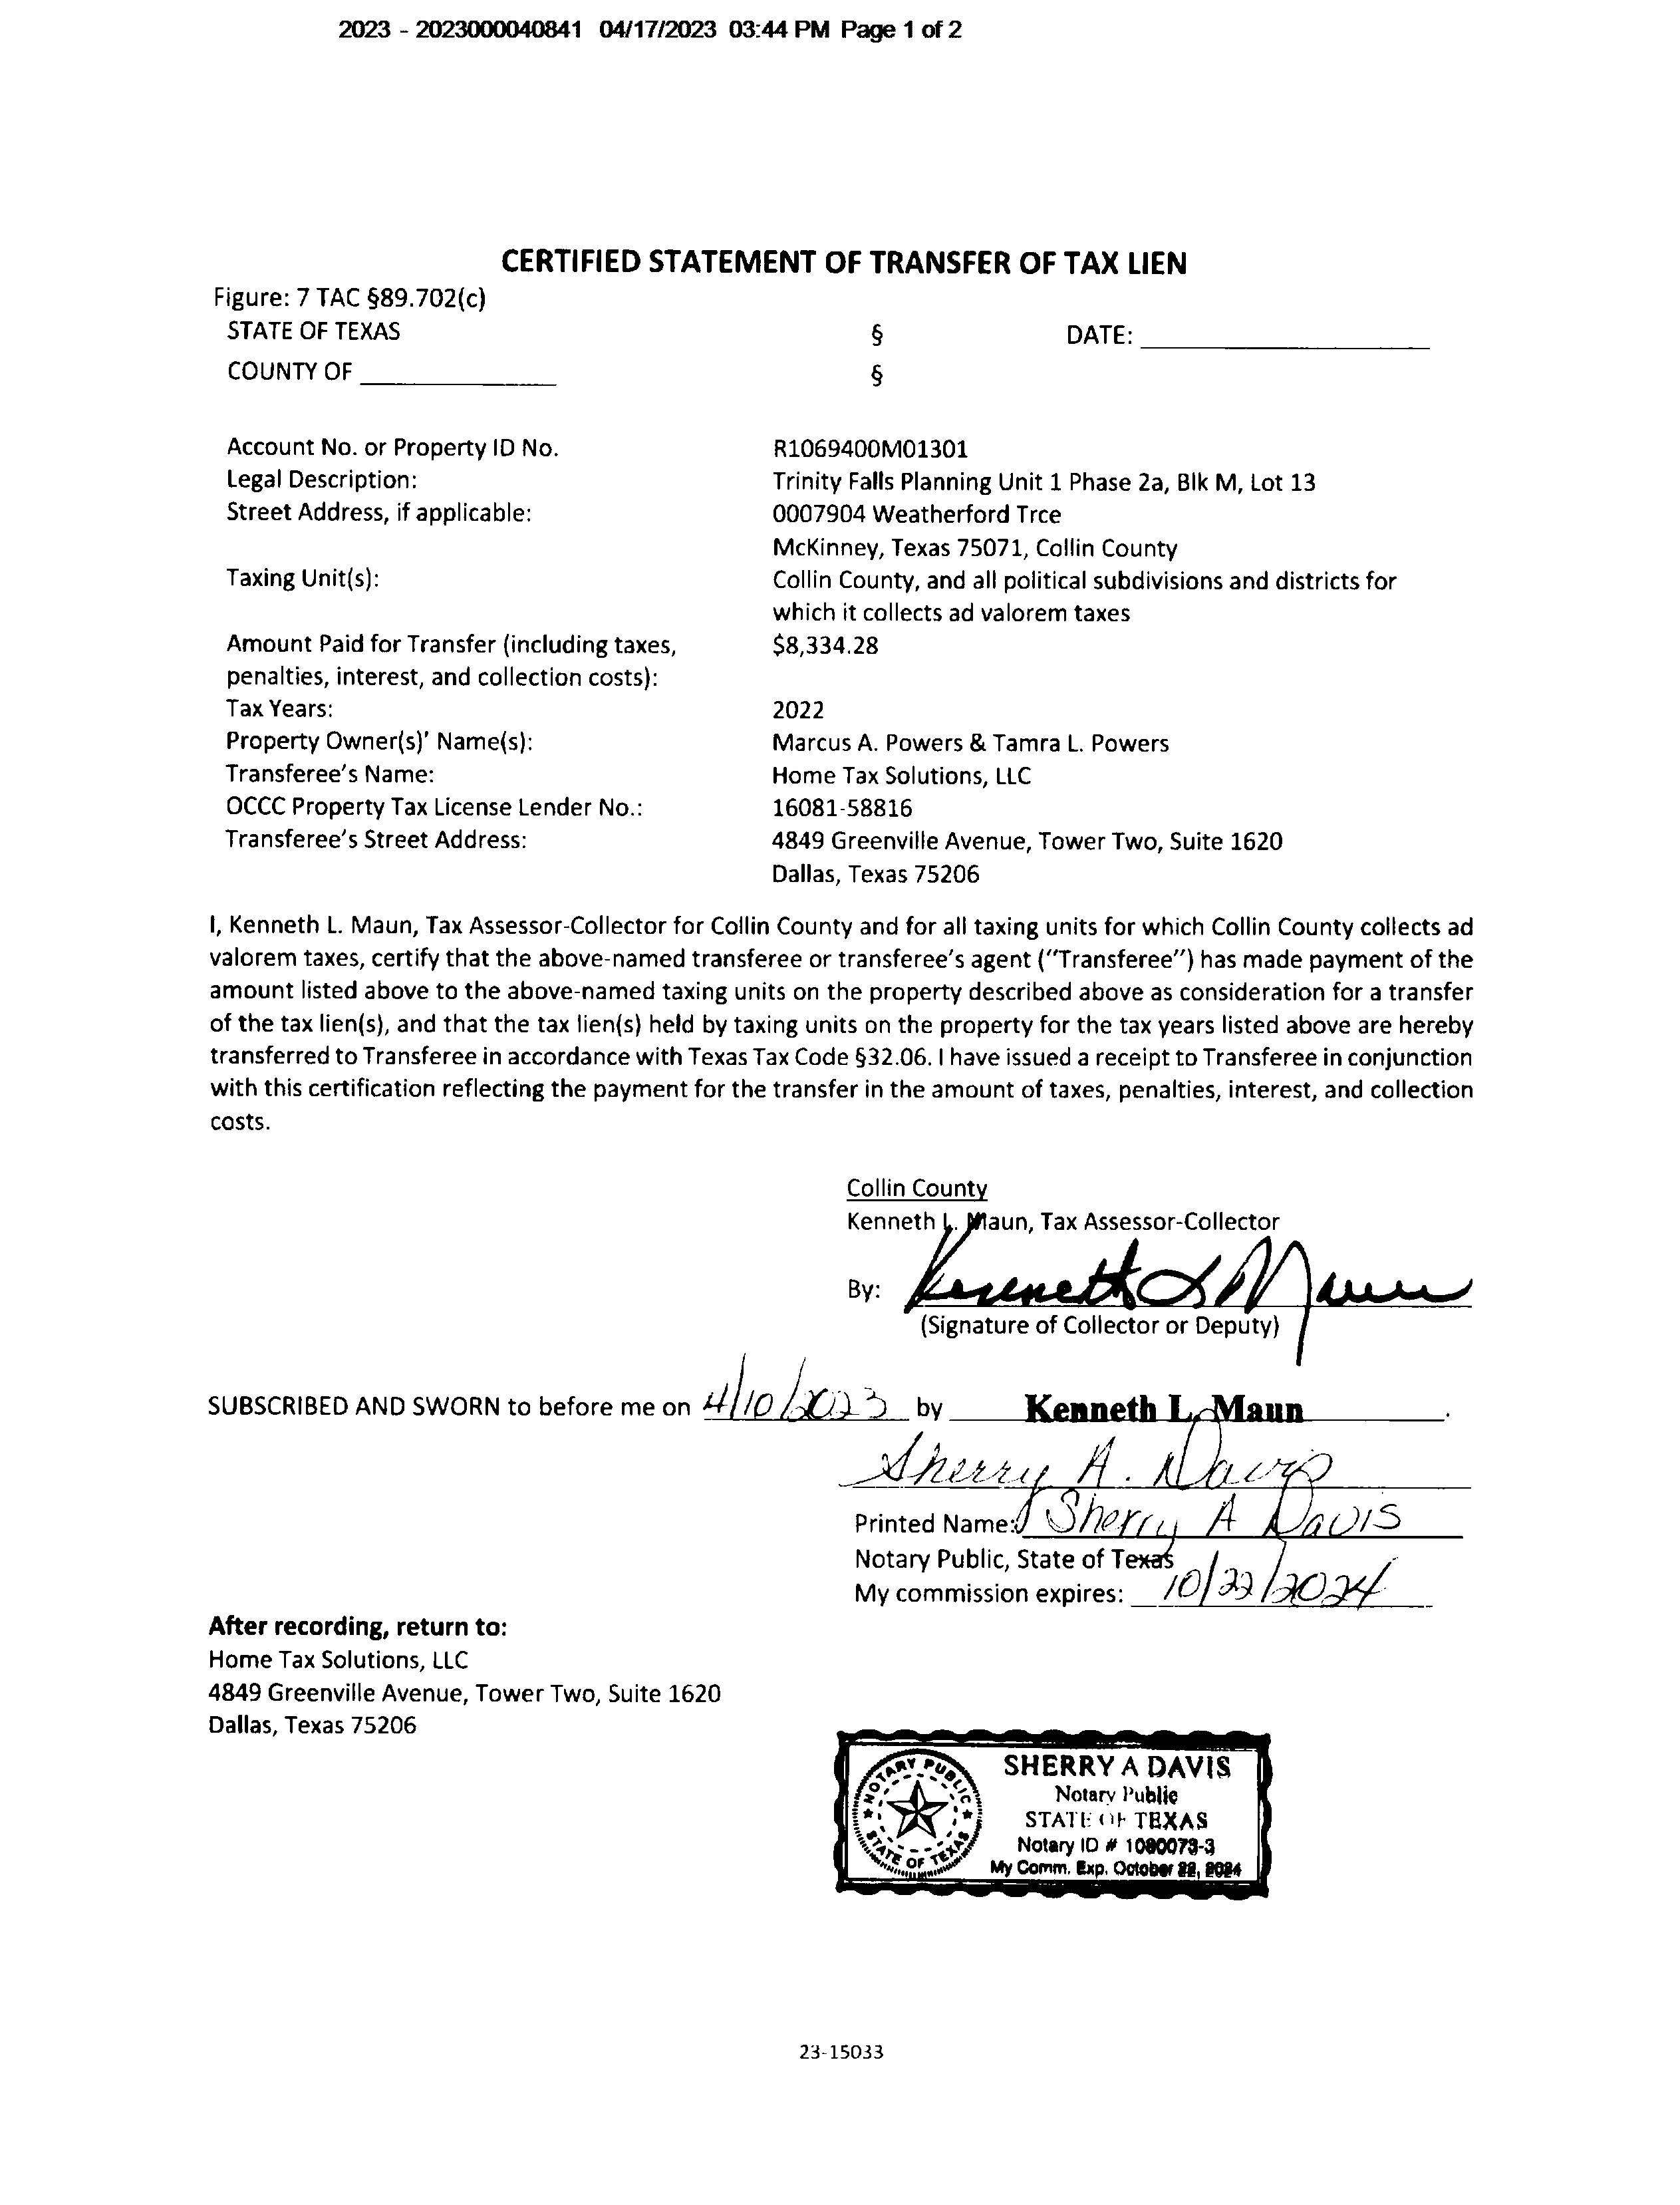 2023 - 2023000040841 04/17/2023 03:44 PM Page 1 of 2
CERTIFIED STATEMENT OF TRANSFER OF TAX LIEN
Figure: 7 TAC §89.702(c)
STATE OF TEXAS § DATE:
COUNTY OF §
Account No. or Property ID No. R1069400M01301
Legal Description: Trinity Falls Planning Unit 1 Phase 2a, Blk M, Lot 13
Street Address, if applicable: 0007904 Weatherford Trce
McKinney, Texas 75071, Collin County
Taxing Unit(s): Collin County, and all political subdivisions and districts for
which it collects ad valorem taxes
Amount Paid for Transfer (including taxes, $8,334.28
penalties, interest, and collection costs):
Tax Years: 2022
Property Owner(s)' Name(s): Marcus A. Powers & Tamra L. Powers
Transferee's Name: Home Tax Solutions, LLC
OCCC Property Tax License Lender No.: 16081-58816
Transferee's Street Address: 4849 Greenville Avenue, Tower Two, Suite 1620
Dallas, Texas 75206
I, Kenneth L. Maun, Tax Assessor-Collector for Collin County and for all taxing units for which Collin County collects ad
valorem taxes, certify that the above-named transferee or transferee's agent ("Transferee") has made payment of the
amount listed above to the above-named taxing units on the property described above as consideration for a transfer
of the tax lien(s), and that the tax lien(s) held by taxing units on the property for the tax years listed above are hereby
transferred to Transferee in accordance with Texas Tax Code §32.06. I have issued a receipt to Transferee in conjunction
with this certification reflecting the payment for the transfer in the amount of taxes, penalties, interest, and collection
costs.
Collin County
Kenneth L. Maun, Tax Assessor-Collector
By: Kenneth L Maun
(Signature of Collector or Deputy)
SUBSCRIBED AND SWORN to before me on 4/10/2023 by Kenneth L. Maun.
Sherry A. Davis
Printed Name: Sherry A Davis
Notary Public, State of Texas
My commission expires: 10/22/2024
After recording, return to:
Home Tax Solutions, LLC
4849 Greenville Avenue, Tower Two, Suite 1620
Dallas, Texas 75206
NOTARY PUBLIC
STATE OF TEXAS
SHERRY A DAVIS
Notary Public
STATE OF TEXAS
Notary ID # 1080073-3
My Comm. Exp. October 22, 2024
23-15033